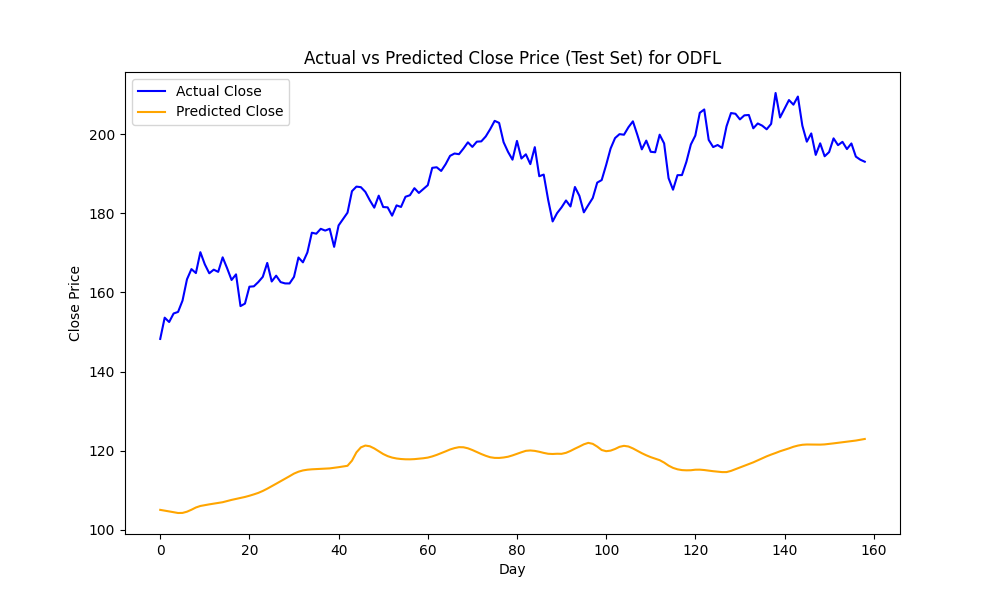 Actual vs Predicted Close Price (Test Set) for ODFL
Actual Close
Predicted Close
Close Price
200
180
160
140
120
100
0 20 40 60 80 100 120 140 160
Day